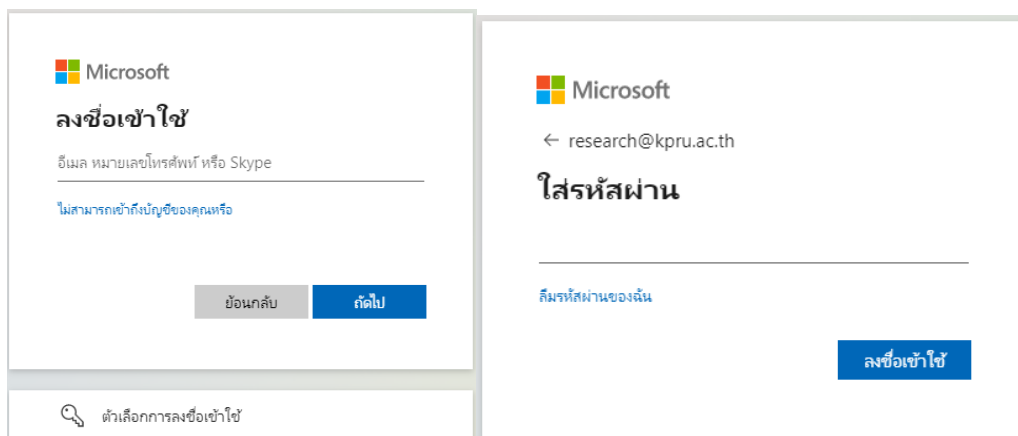 Microsoft
ลงชื่อเข้าใช้
อีเมล หมายเลขโทรศัพท์ หรือ Skype
ไม่สามารถเข้าถึงบัญชีของคุณหรือ
ย้อนกลับ
ถัดไป
ตัวเลือกการลงชื่อเข้าใช้
Microsoft
← research@kpru.ac.th
ใส่รหัสผ่าน
ลืมรหัสผ่านของฉัน
ลงชื่อเข้าใช้